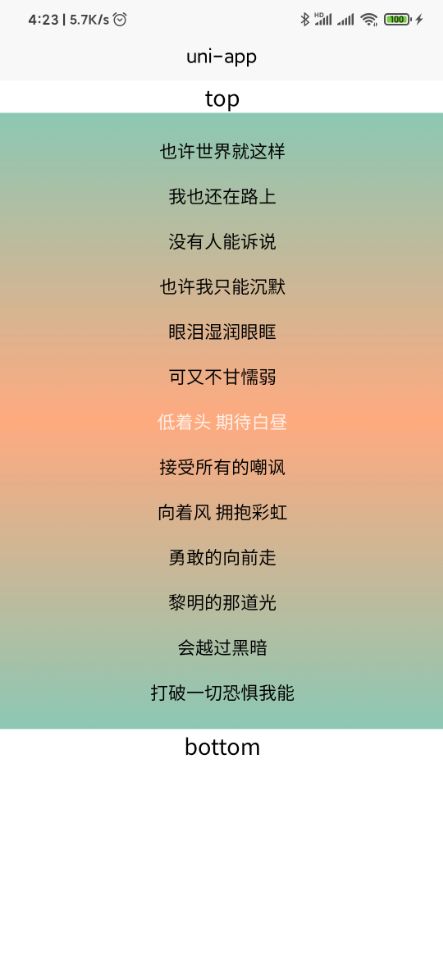 4:23 | 5.7K/s
HD
100
uni-app
top
也许世界就这样
我也还在路上
没有人能诉说
也许我只能沉默
眼泪湿润眼眶
可又不甘懦弱
低着头 期待白昼
接受所有的嘲讽
向着风 拥抱彩虹
勇敢的向前走
黎明的那道光
会越过黑暗
打破一切恐惧我能
bottom